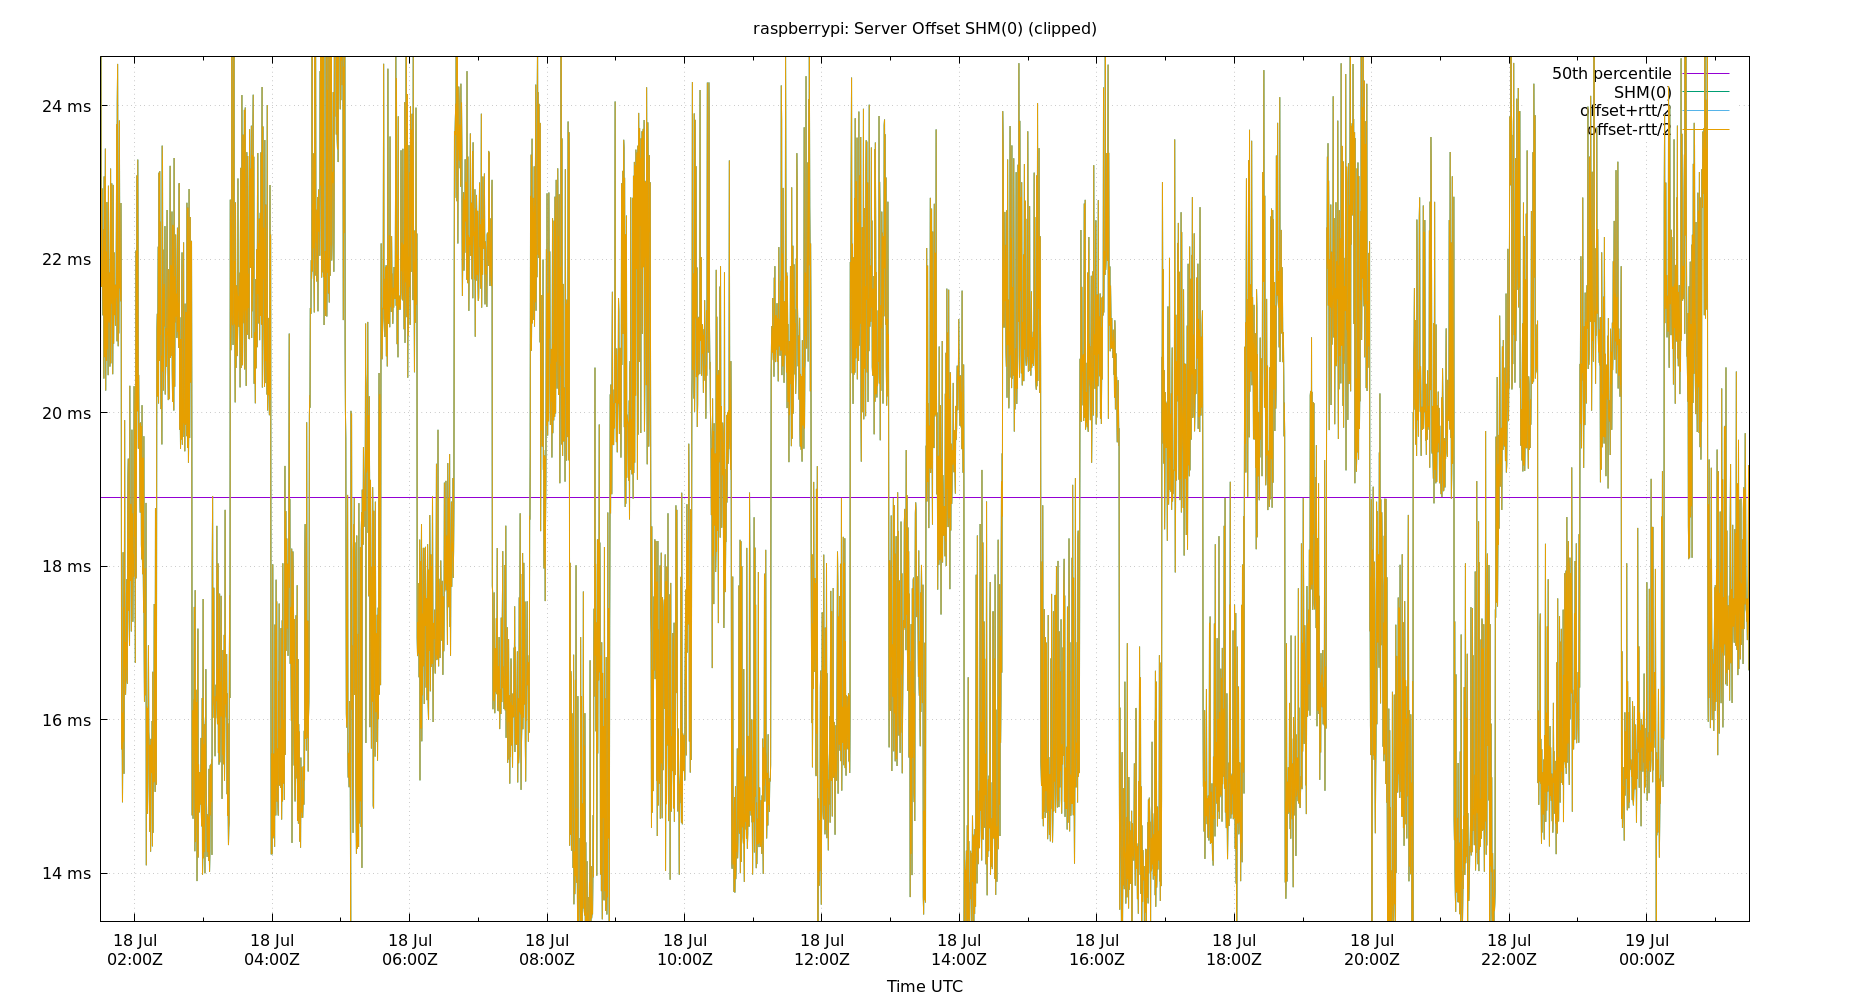 raspberrypi: Server Offset SHM(0) (clipped)
50th percentile
SHM(0)
offset+rtt/2
offset-rtt/2
24 ms
22 ms
20 ms
18 ms
16 ms
14 ms
18 Jul 18 Jul 18 Jul 18 Jul 18 Jul 18 Jul 18 Jul 18 Jul 18 Jul 18 Jul 18 Jul 19 Jul
02:00Z 04:00Z 06:00Z 08:00Z 10:00Z 12:00Z 14:00Z 16:00Z 18:00Z 20:00Z 22:00Z 00:00Z
Time UTC